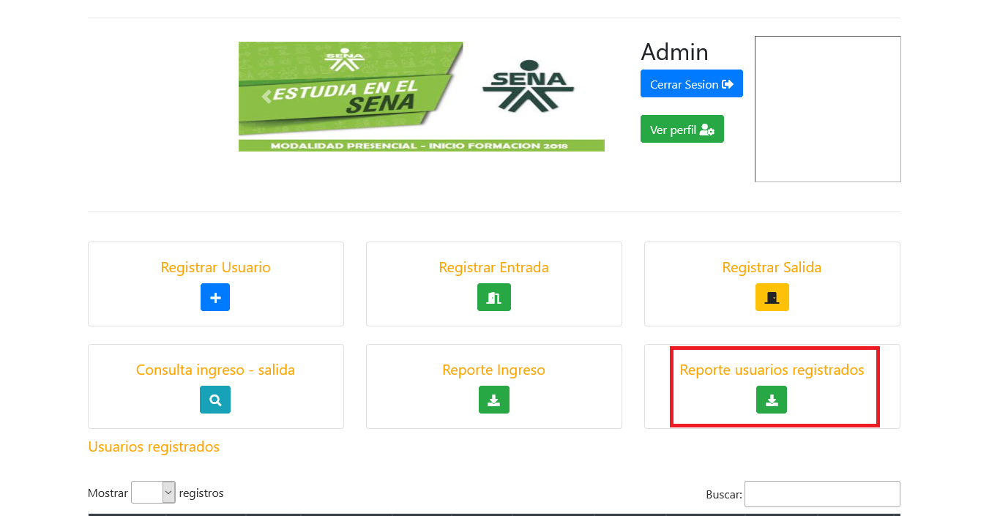 SENA
ESTUDIA EN EL
SENA
SENA
MODALIDAD PRESENCIAL - INICIO FORMACION 2018
Admin
Cerrar Sesion
Ver perfil
Registrar Usuario
Registrar Entrada
Registrar Salida
Consulta ingreso - salida
Reporte Ingreso
Reporte usuarios registrados
Usuarios registrados
Mostrar registros
Buscar: